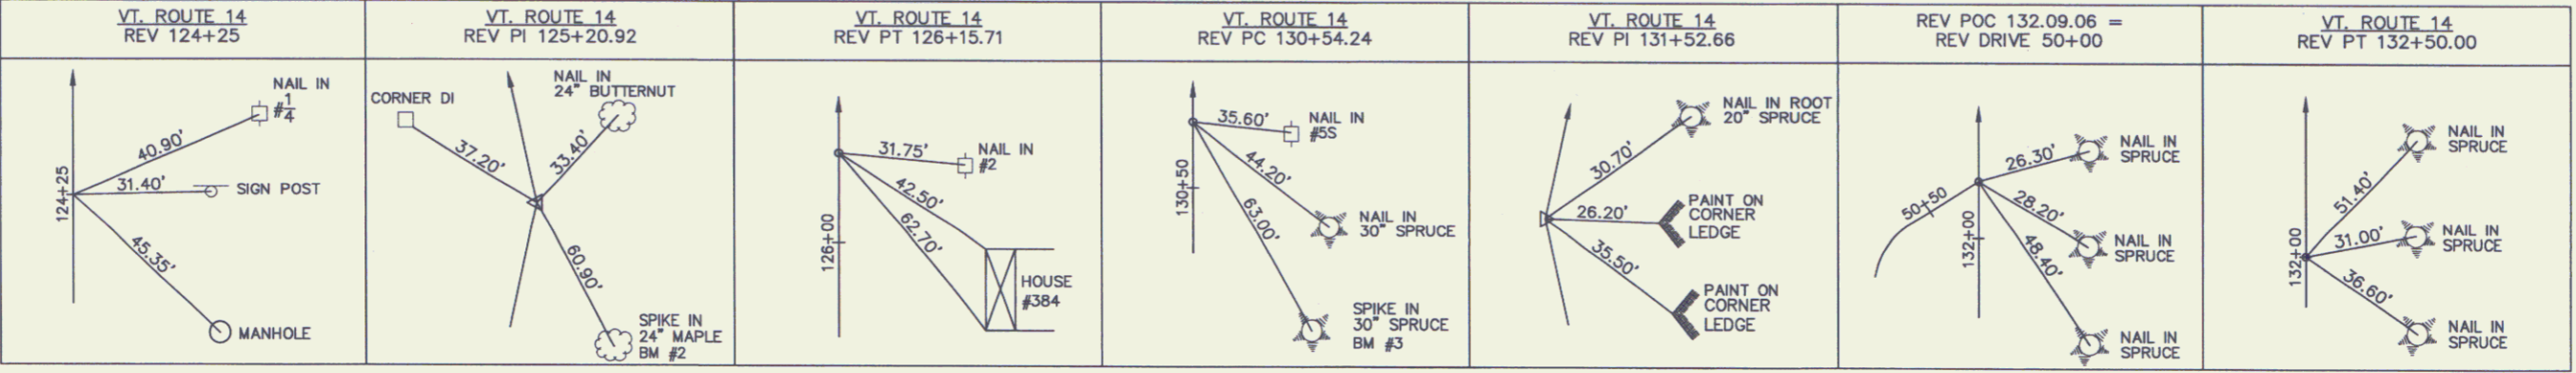 VT. ROUTE 14
REV 124+25
NAIL IN
#1/4
40.90'
31.40'
SIGN POST
124+25
45.35'
MANHOLE
VT. ROUTE 14
REV PI 125+20.92
NAIL IN
24" BUTTERNUT
CORNER DI
37.20'
33.40'
60.90'
SPIKE IN
24" MAPLE
BM #2
VT. ROUTE 14
REV PT 126+15.71
31.75'
NAIL IN
#2
42.50'
62.70'
126+00
HOUSE
#384
VT. ROUTE 14
REV PC 130+54.24
35.60'
NAIL IN
#5S
44.20'
130+50
63.00'
NAIL IN
30" SPRUCE
SPIKE IN
30" SPRUCE
BM #3
VT. ROUTE 14
REV PI 131+52.66
NAIL IN ROOT
20" SPRUCE
30.70'
26.20'
PAINT ON
CORNER
LEDGE
35.50'
PAINT ON
CORNER
LEDGE
REV POC 132.09.06 =
REV DRIVE 50+00
26.30'
NAIL IN
SPRUCE
50+50
28.20'
132+00
48.40'
NAIL IN
SPRUCE
NAIL IN
SPRUCE
VT. ROUTE 14
REV PT 132+50.00
NAIL IN
SPRUCE
51.40'
31.00'
NAIL IN
SPRUCE
132+00
36.60'
NAIL IN
SPRUCE